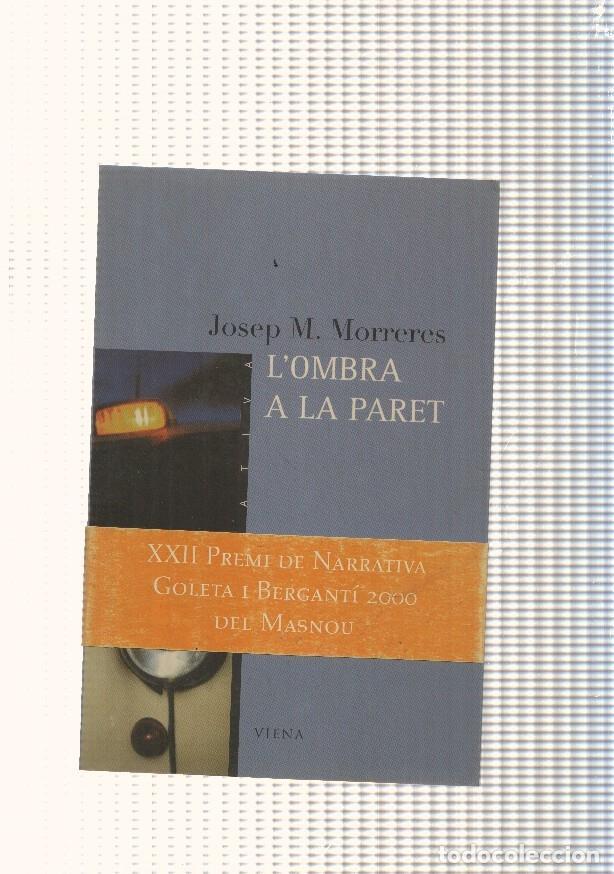 Josep M. Morreres
L'OMBRA
A LA PARET
XXII PREMI DE NARRATIVA
GOLETA I BERGANTÍ 2000
DEL MASNOU
VIENA
todocoleccion